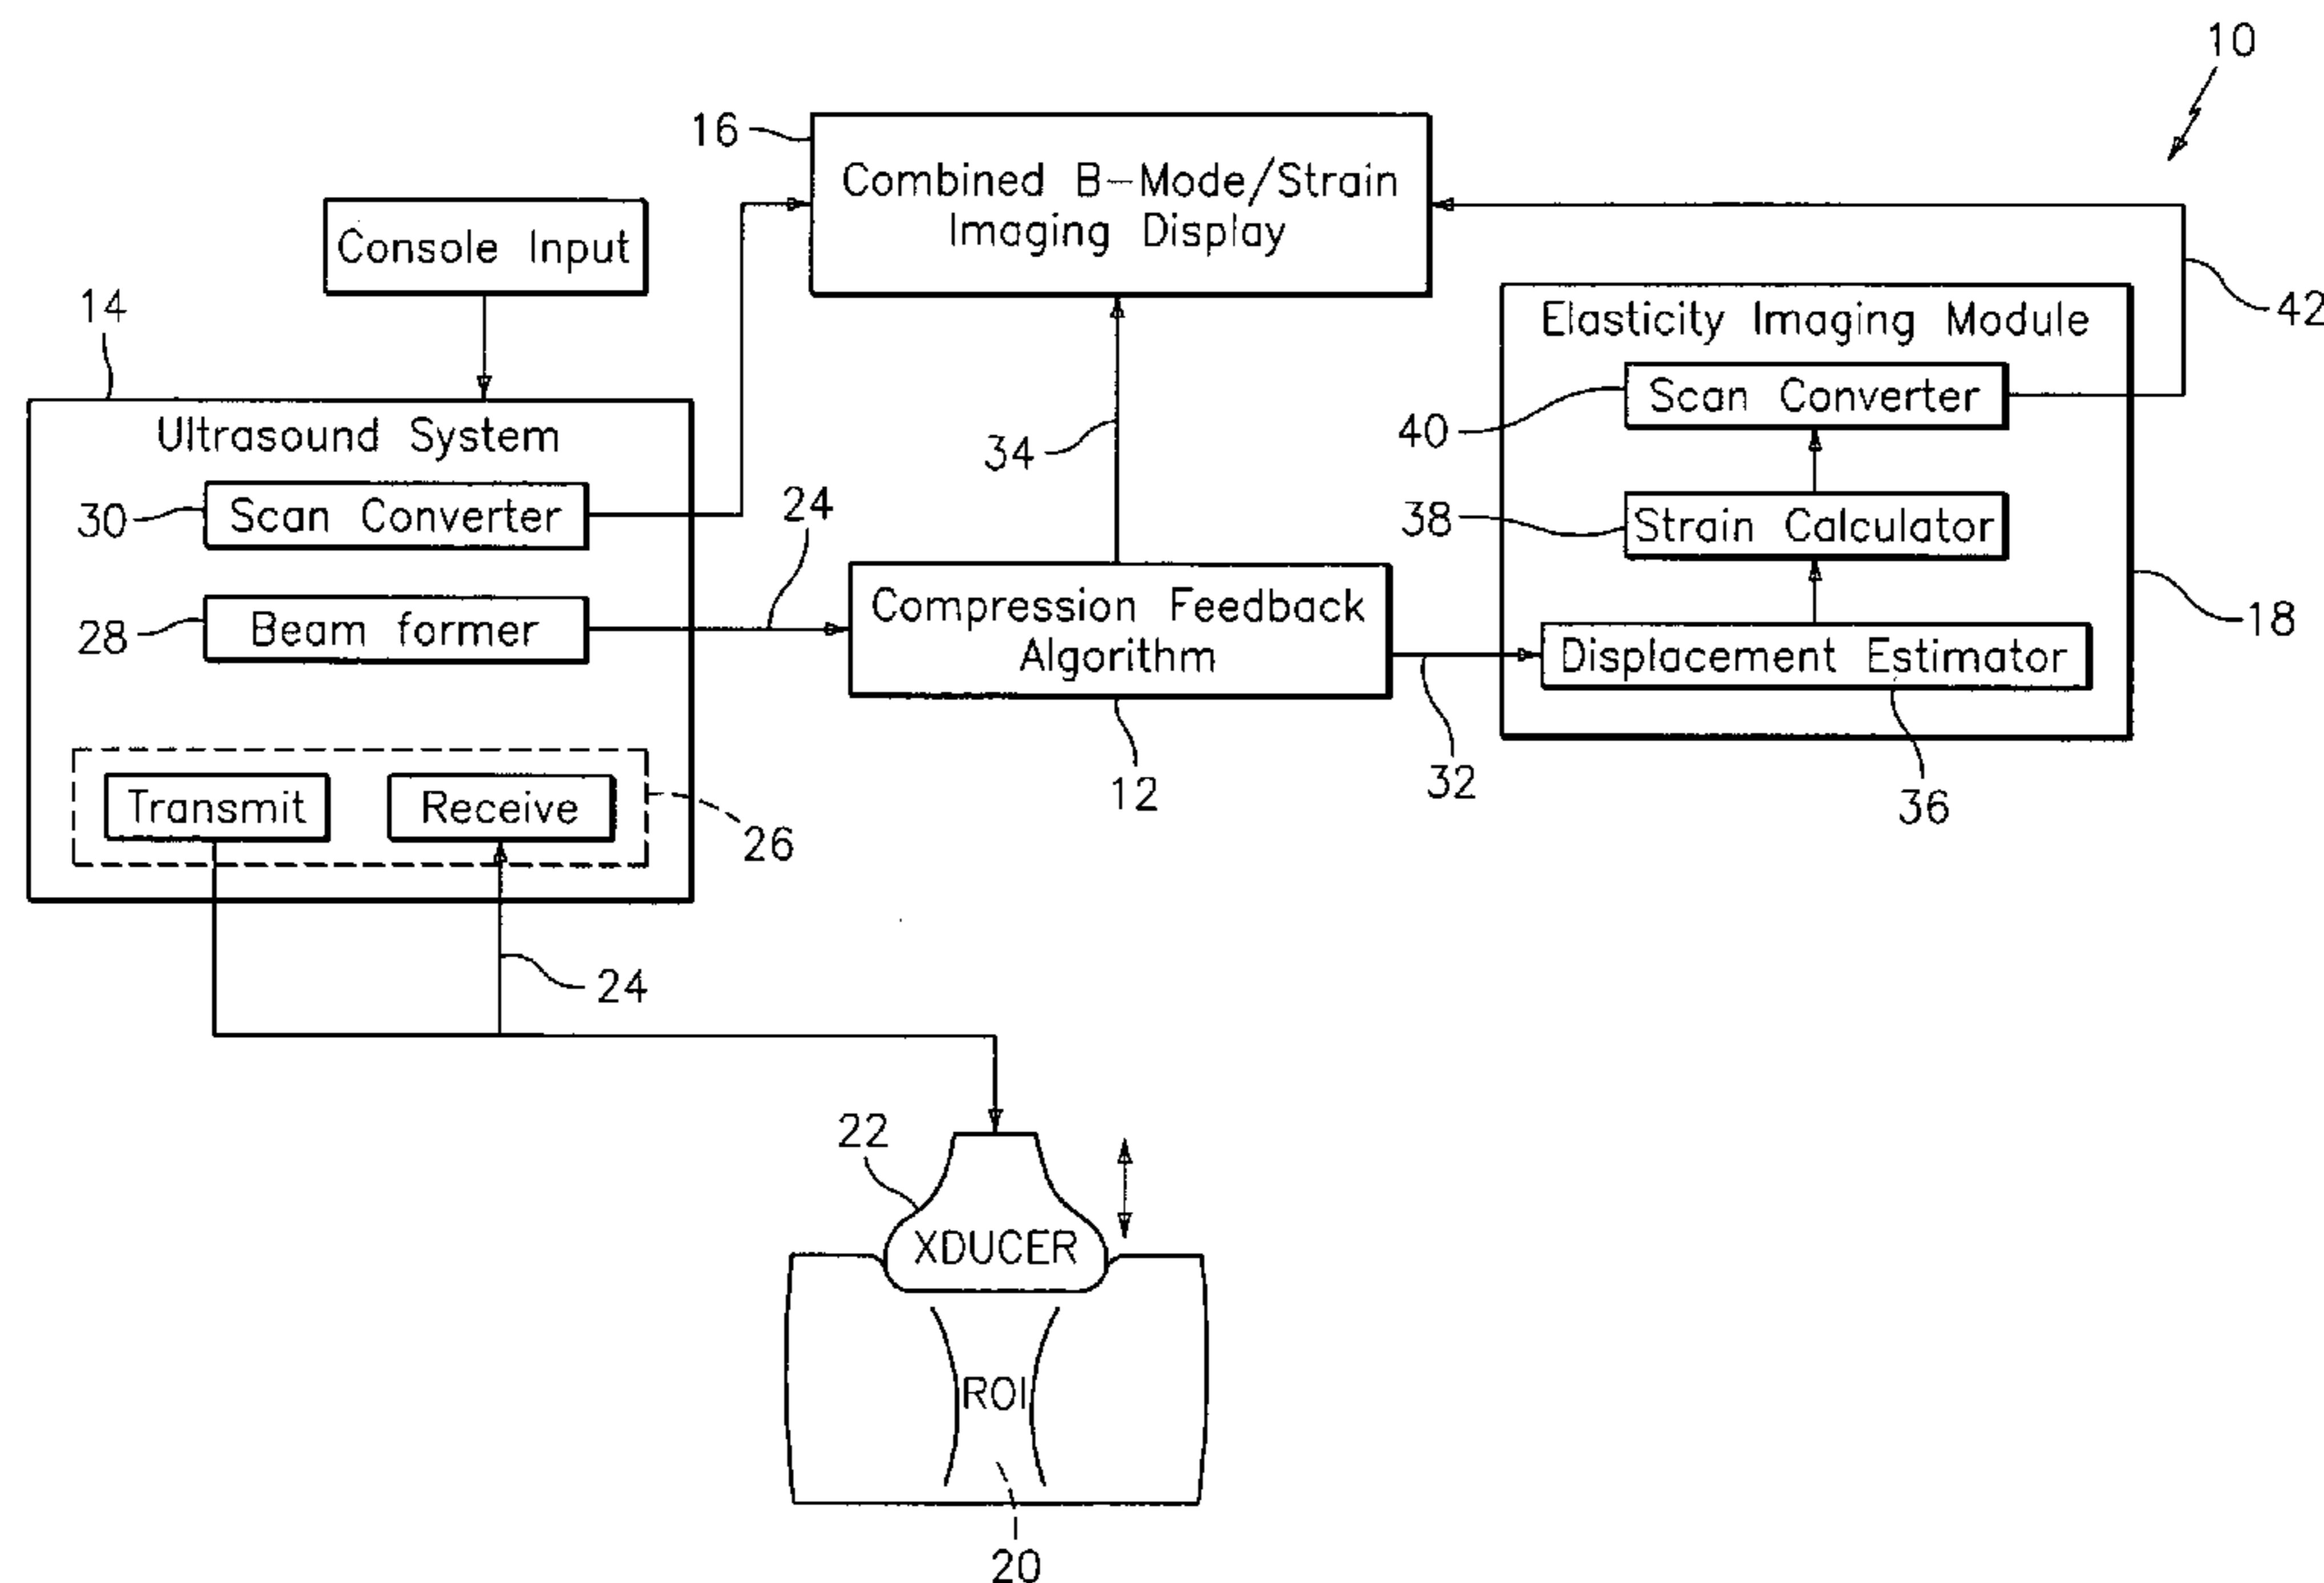 10
16
Combined B-Mode/Strain
Imaging Display
Console Input
14
42
Elasticity Imaging Module
Ultrasound System
40
Scan Converter
34
30
Scan Converter
24
38
Strain Calculator
28
Beam former
Compression Feedback
Algorithm
18
Displacement Estimator
12
32
36
Transmit
Receive
26
24
22
XDUCER
ROI
20